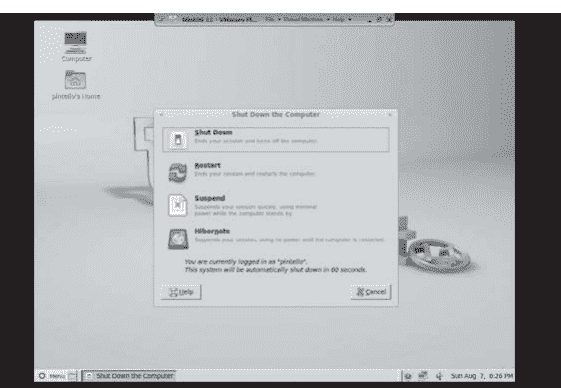 File Virtual Machine Help
Computer
pintello's Home
Shut Down the Computer
Shut Down
Ends your session and turns off the computer.
Restart
Ends your session and restarts the computer.
Suspend
Suspends your session quickly, using minimal
power while the computer stands by.
Hibernate
Suspends your session, using no power until the computer is restarted.
You are currently logged in as "pintello".
This system will be automatically shut down in 60 seconds.
Help
Cancel
Menu
Shut Down the Computer
Sun Aug 7, 6:26 PM